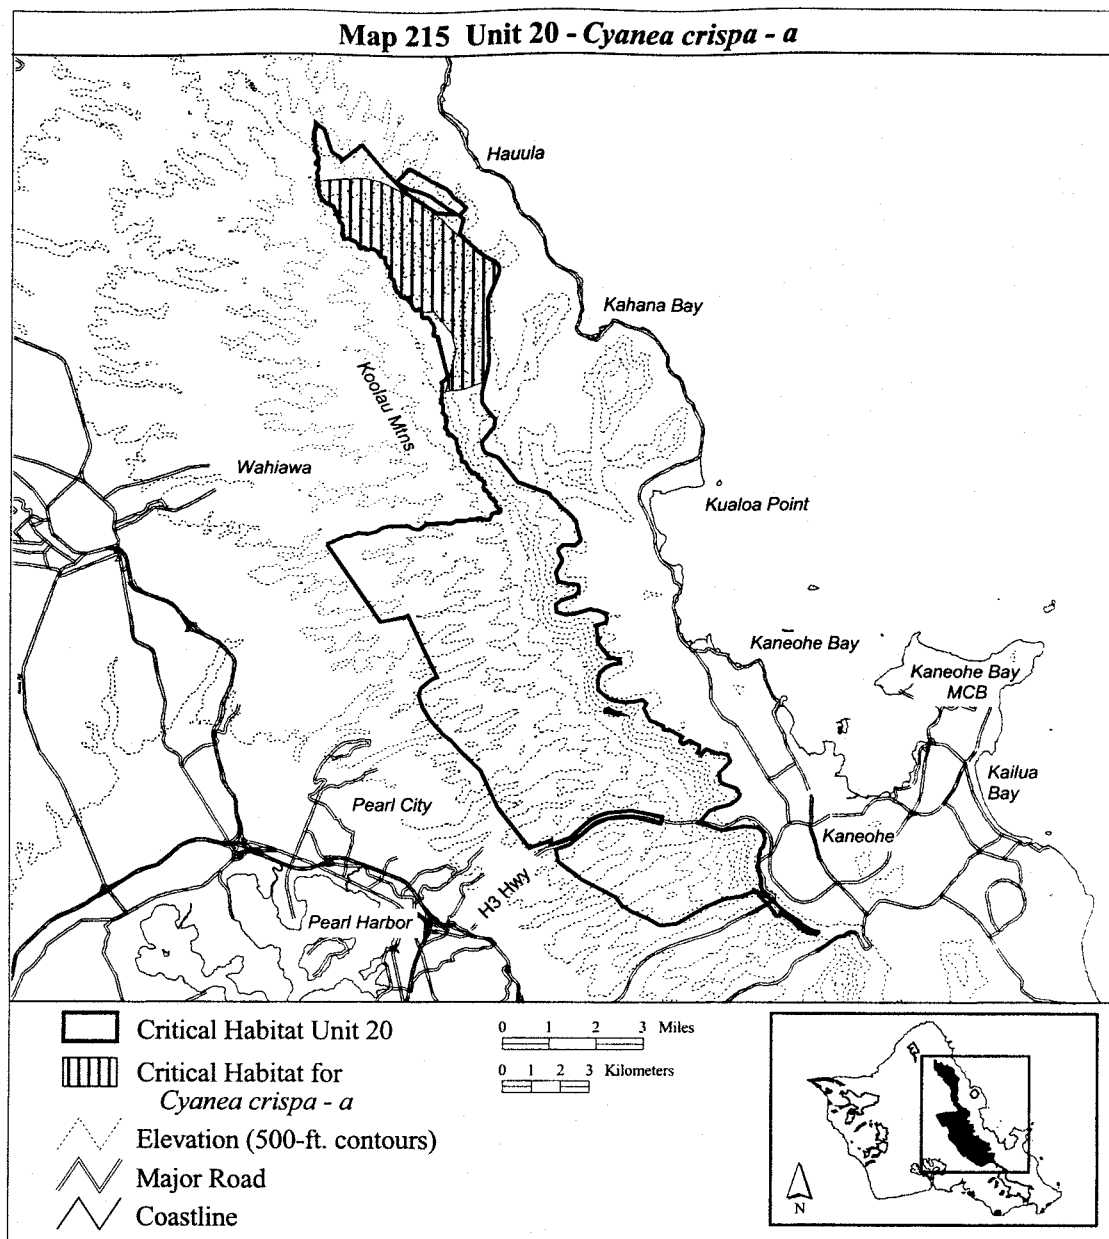 Map 215 Unit 20 - Cyanea crispa - a
Hauula
Kahana Bay
Koolau Mtns
Wahiawa
Kualoa Point
Kaneohe Bay
Kaneohe Bay
MCB
Kailua
Bay
Pearl City
Kaneohe
H3 Hwy
Pearl Harbor
Critical Habitat Unit 20
Critical Habitat for
Cyanea crispa - a
Elevation (500-ft. contours)
Major Road
Coastline
0 1 2 3 Miles
0 1 2 3 Kilometers
N